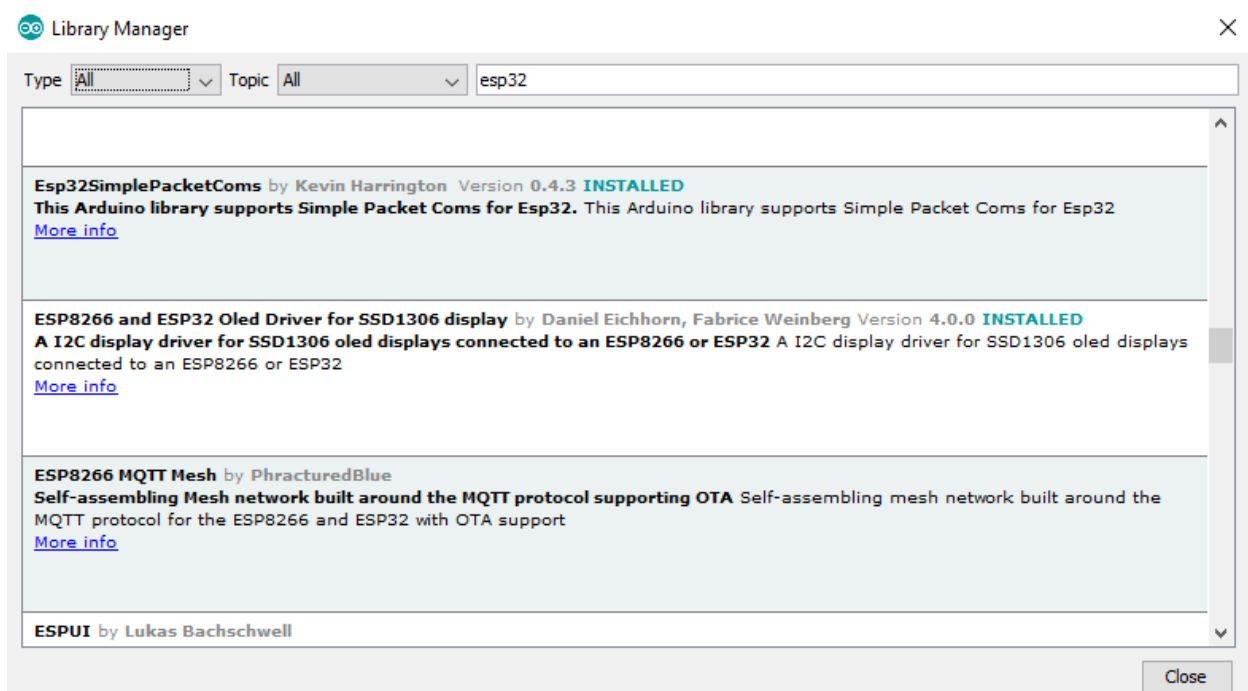 Library Manager
Type All Topic All esp32
Esp32SimplePacketComs by Kevin Harrington Version 0.4.3 INSTALLED
This Arduino library supports Simple Packet Coms for Esp32. This Arduino library supports Simple Packet Coms for Esp32
More info
ESP8266 and ESP32 Oled Driver for SSD1306 display by Daniel Eichhorn, Fabrice Weinberg Version 4.0.0 INSTALLED
A I2C display driver for SSD1306 oled displays connected to an ESP8266 or ESP32 A I2C display driver for SSD1306 oled displays
connected to an ESP8266 or ESP32
More info
ESP8266 MQTT Mesh by PhracturedBlue
Self-assembling Mesh network built around the MQTT protocol supporting OTA Self-assembling mesh network built around the
MQTT protocol for the ESP8266 and ESP32 with OTA support
More info
ESPUI by Lukas Bachschwell
Close